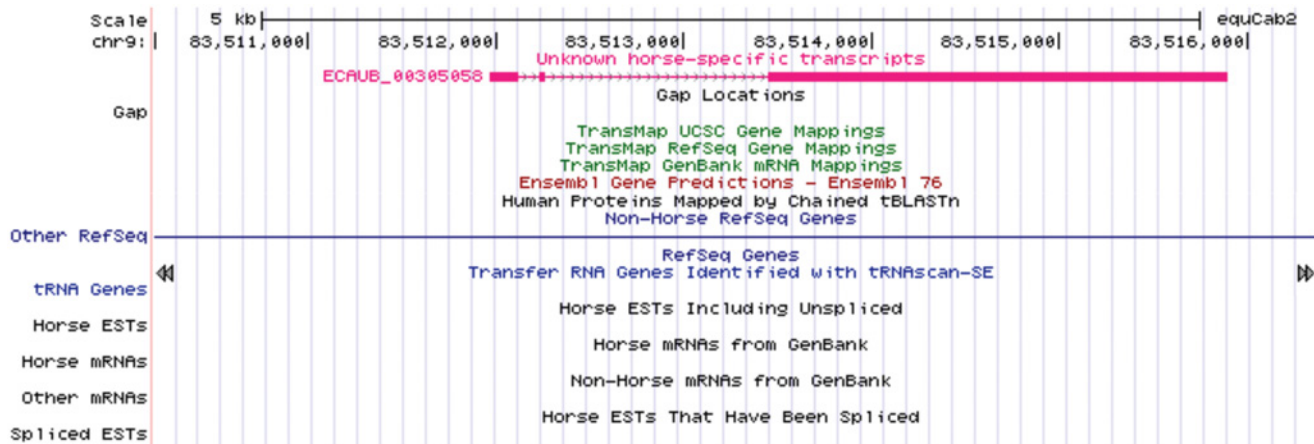 Scale 5 kb equCab2
chr9: 83,511,000 83,512,000 83,513,000 83,514,000 83,515,000 83,516,000
Unknown horse-specific transcripts
ECAUB_00305058
Gap Locations
Gap
TransMap UCSC Gene Mappings
TransMap RefSeq Gene Mappings
TransMap GenBank mRNA Mappings
Ensembl Gene Predictions - Ensembl 76
Human Proteins Mapped by Chained tBLASTn
Non-Horse RefSeq Genes
Other RefSeq
RefSeq Genes
Transfer RNA Genes Identified with tRNAscan-SE
tRNA Genes
Horse ESTs Including Unspliced
Horse ESTs
Horse mRNAs from GenBank
Horse mRNAs
Non-Horse mRNAs from GenBank
Other mRNAs
Horse ESTs That Have Been Spliced
Spliced ESTs